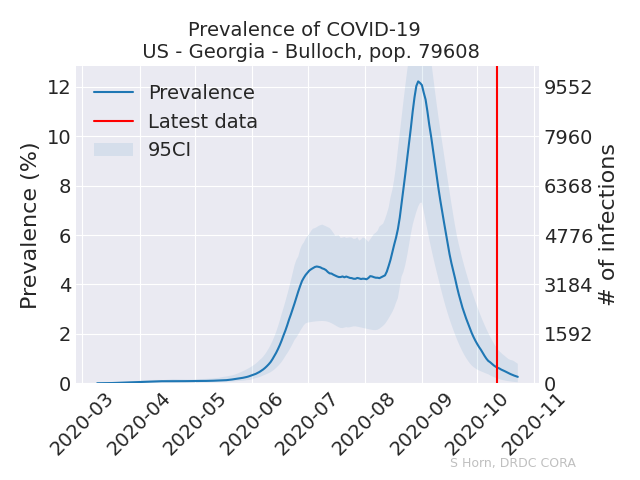 Prevalence of COVID-19
US - Georgia - Bulloch, pop. 79608
Prevalence (%)
12
10
8
6
4
2
0
Prevalence
Latest data
95CI
9552
7960
6368
4776
3184
1592
0
# of infections
2020-03
2020-04
2020-05
2020-06
2020-07
2020-08
2020-09
2020-10
2020-11
S Horn, DRDC CORA